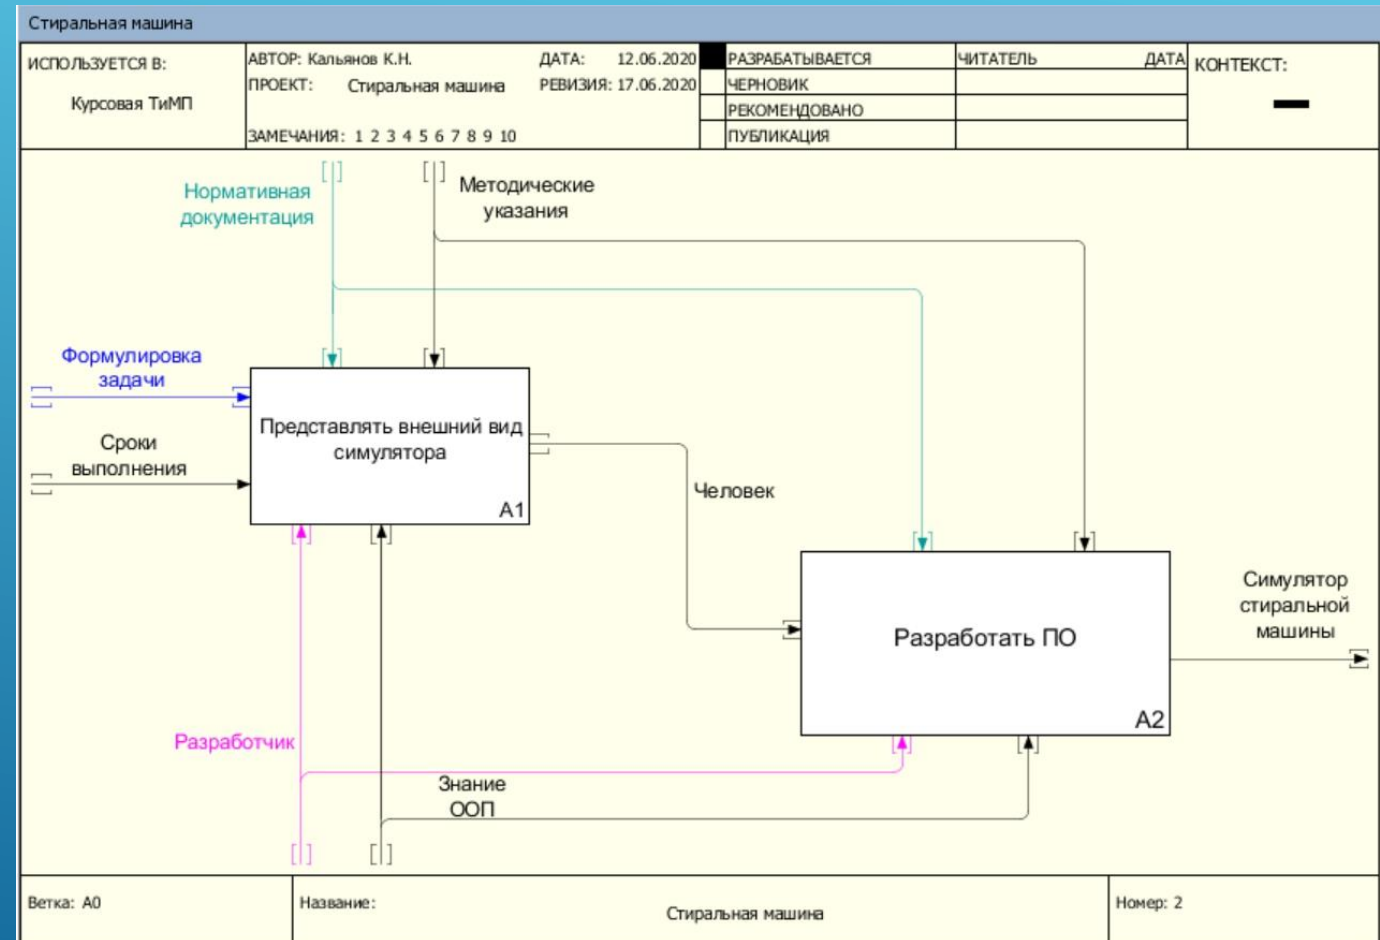 Стиральная машина
ИСПОЛЬЗУЕТСЯ В:
Курсовая ТиМП
АВТОР: Кальянов К.Н.
ДАТА: 12.06.2020
ПРОЕКТ: Стиральная машина
РЕВИЗИЯ: 17.06.2020
ЗАМЕЧАНИЯ: 1 2 3 4 5 6 7 8 9 10
РАЗРАБАТЫВАЕТСЯ
ЧЕРНОВИК
РЕКОМЕНДОВАНО
ПУБЛИКАЦИЯ
ЧИТАТЕЛЬ ДАТА
КОНТЕКСТ:
Нормативная
документация
Методические
указания
Формулировка
задачи
Сроки
выполнения
Представлять внешний вид
симулятора
A1
Человек
Разработать ПО
A2
Симулятор
стиральной
машины
Разработчик
Знание
ООП
Ветка: A0
Название:
Стиральная машина
Номер: 2